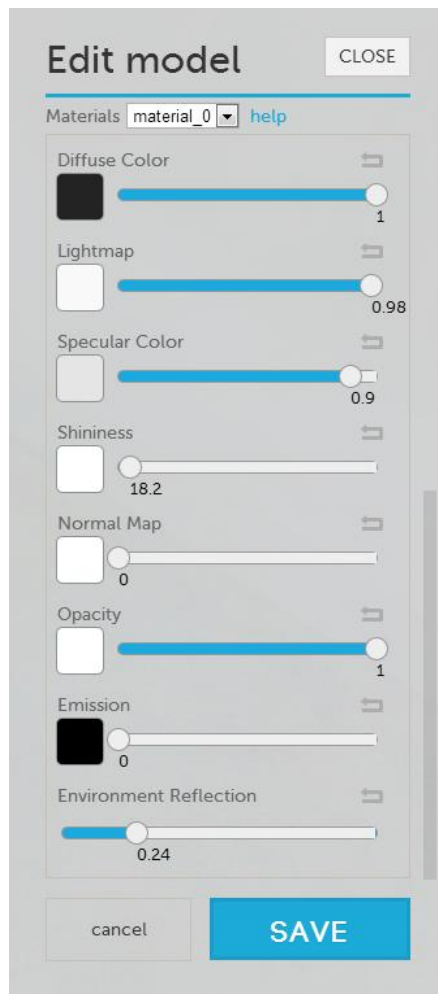 Edit model CLOSE
Materials material_0 help
Diffuse Color
1
Lightmap
0.98
Specular Color
0.9
Shininess
18.2
Normal Map
0
Opacity
1
Emission
0
Environment Reflection
0.24
cancel SAVE